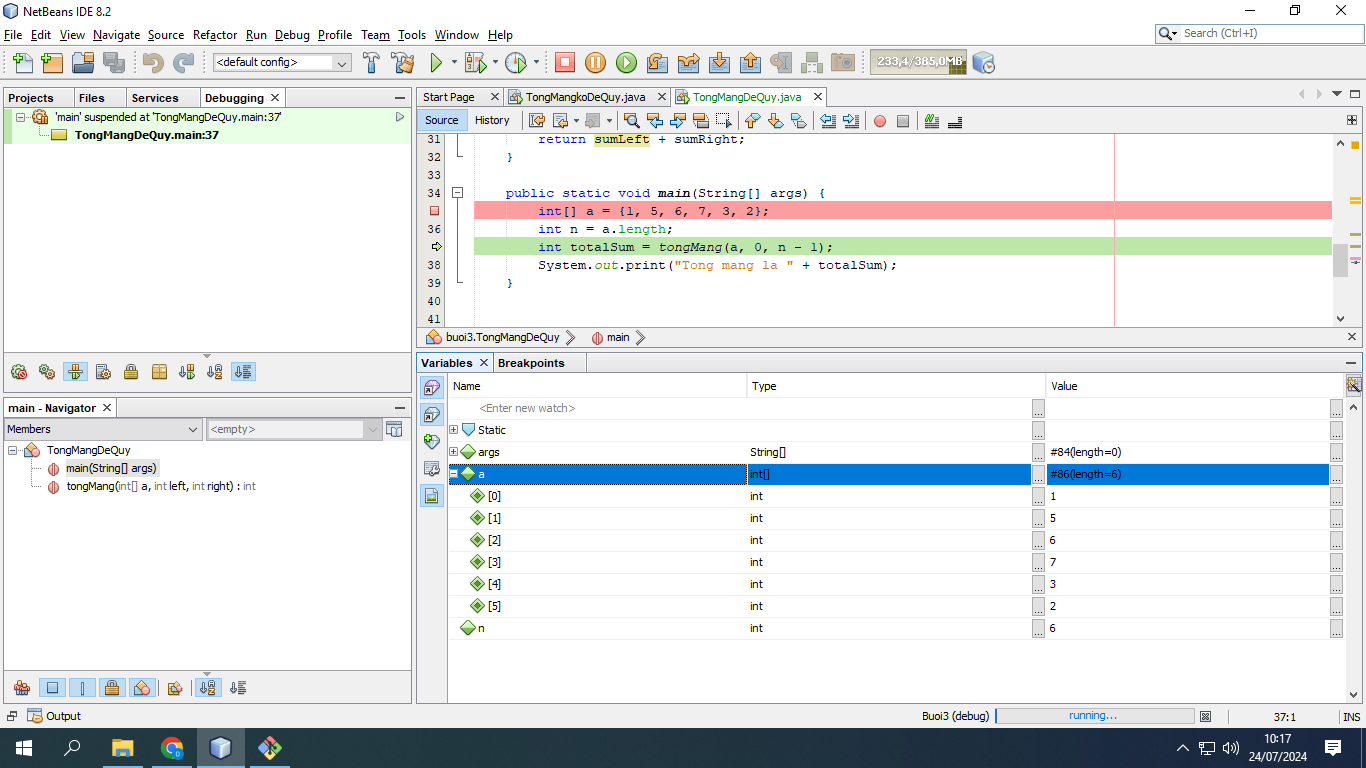 NetBeans IDE 8.2
File Edit View Navigate Source Refactor Run Debug Profile Team Tools Window Help
Search (Ctrl+I)
<default config>
233,4/385,0MB
Projects Files Services Debugging
'main' suspended at 'TongMangDeQuy.main:37'
TongMangDeQuy.main:37
Start Page TongMangkoDeQuy.java TongMangDeQuy.java
Source History
31 return sumLeft + sumRight;
32 }
33
34 public static void main(String[] args) {
int[] a = {1, 5, 6, 7, 3, 2};
36 int n = a.length;
int totalSum = tongMang(a, 0, n - 1);
38 System.out.print("Tong mang la " + totalSum);
39 }
40
41
buoi3.TongMangDeQuy main
main - Navigator
Members <empty>
TongMangDeQuy
main(String[] args)
tongMang(int[] a, int left, int right) : int
Variables Breakpoints
Name Type Value
<Enter new watch>
Static
args String[] #84(length=0)
a int[] #86(length=6)
[0] int 1
[1] int 5
[2] int 6
[3] int 7
[4] int 3
[5] int 2
n int 6
Output
Buoi3 (debug) running... 37:1 INS
10:17
24/07/2024